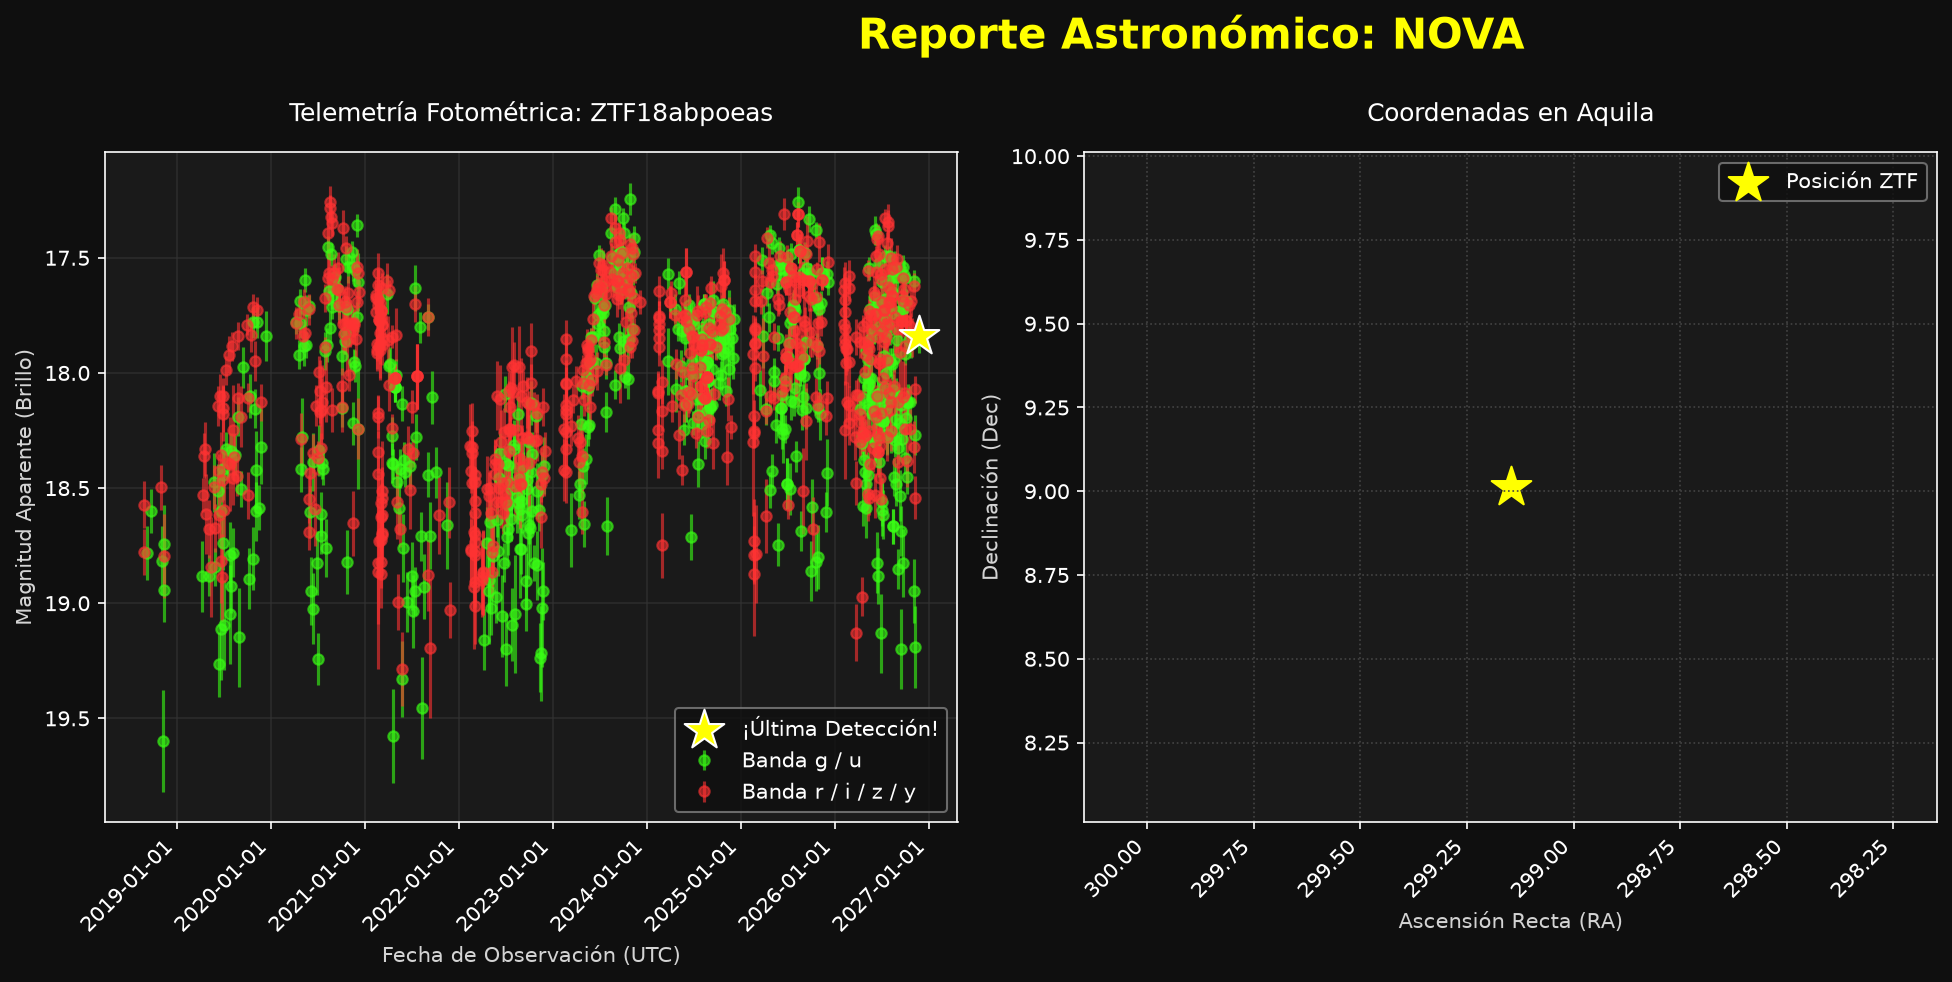 Reporte Astronómico: NOVA
Telemetría Fotométrica: ZTF18abpoeas
Magnitud Aparente (Brillo)
17.5
18.0
18.5
19.0
19.5
¡Última Detección!
Banda g / u
Banda r / i / z / y
2019-01-01
2020-01-01
2021-01-01
2022-01-01
2023-01-01
2024-01-01
2025-01-01
2026-01-01
2027-01-01
Fecha de Observación (UTC)
Coordenadas en Aquila
Declinación (Dec)
10.00
9.75
9.50
9.25
9.00
8.75
8.50
8.25
Posición ZTF
300.00
299.75
299.50
299.25
299.00
298.75
298.50
298.25
Ascensión Recta (RA)